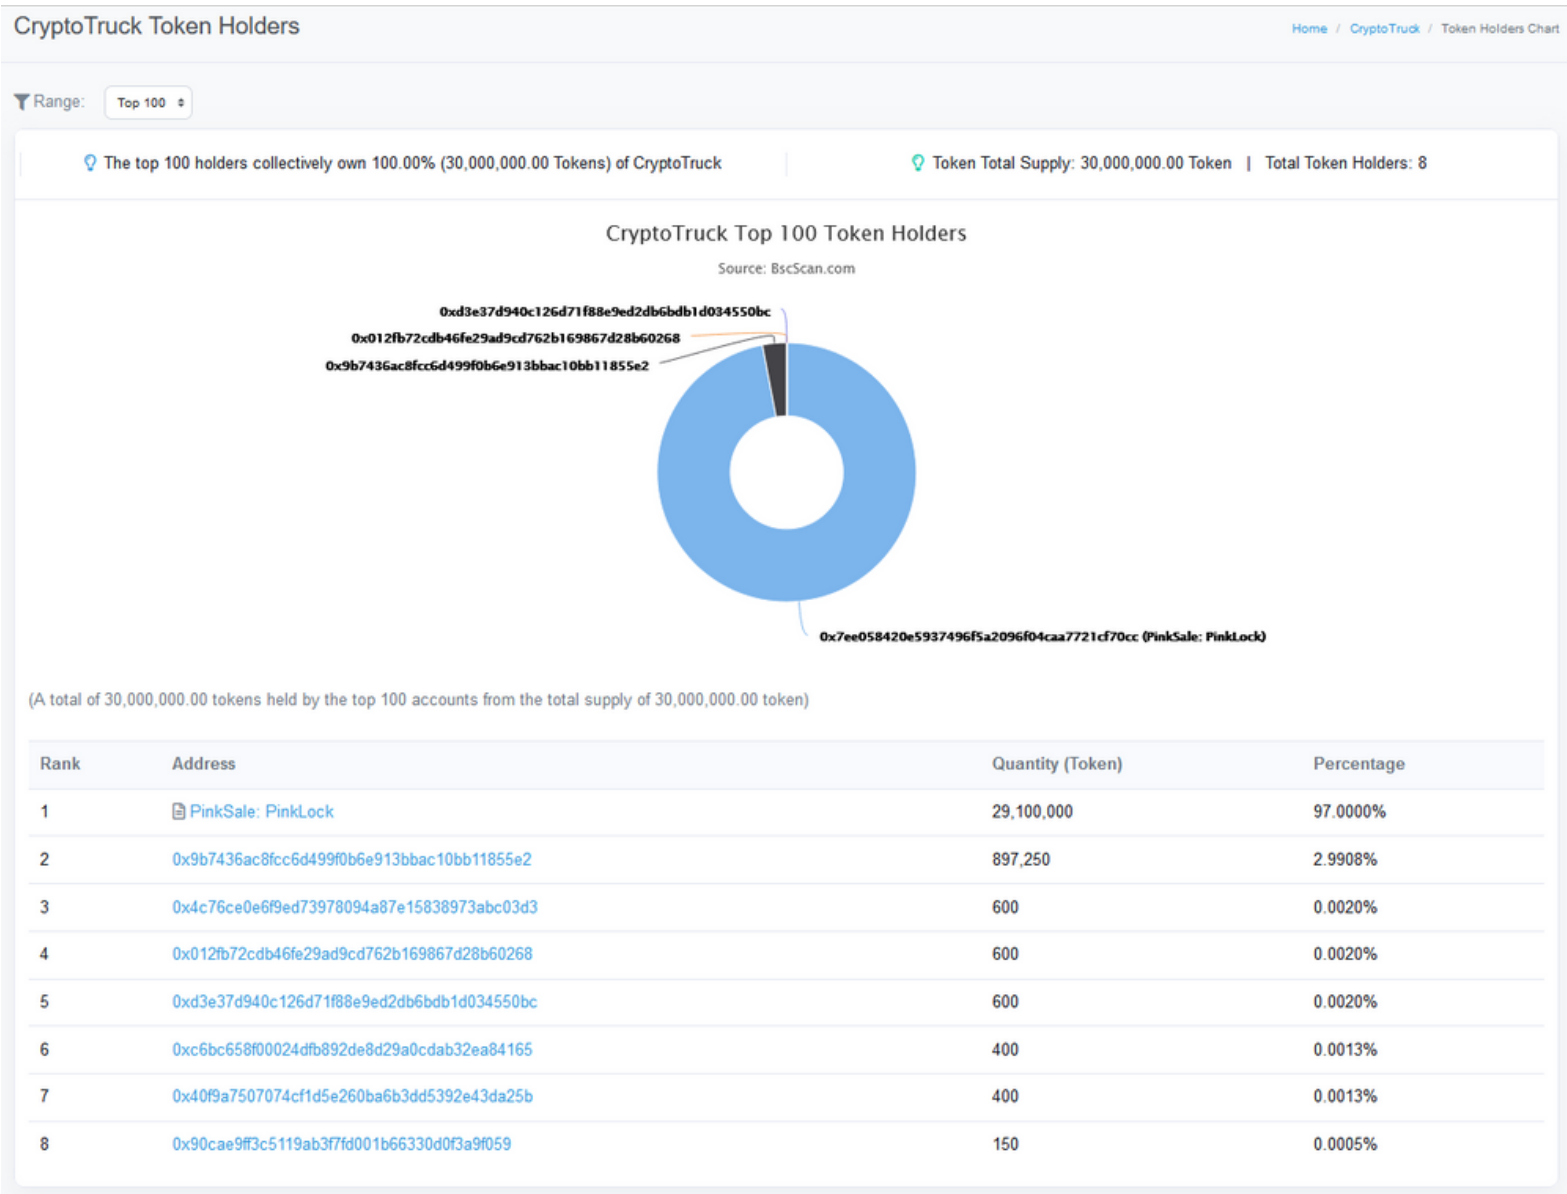 CryptoTruck Token Holders
Home / CryptoTruck / Token Holders Chart
Range: Top 100
The top 100 holders collectively own 100.00% (30,000,000.00 Tokens) of CryptoTruck
Token Total Supply: 30,000,000.00 Token | Total Token Holders: 8
CryptoTruck Top 100 Token Holders
Source: BscScan.com
0xd3e37d940c126d71f88e9ed2db6bdb1d034550bc
0x012fb72cdb46fe29ad9cd762b169867d28b60268
0x9b7436ac8fcc6d499f0b6e913bbac10bb11855e2
0x7ee058420e5937496f5a2096f04caa7721cf70cc (PinkSale: PinkLock)
(A total of 30,000,000.00 tokens held by the top 100 accounts from the total supply of 30,000,000.00 token)
Rank Address Quantity (Token) Percentage
1 PinkSale: PinkLock 29,100,000 97.0000%
2 0x9b7436ac8fcc6d499f0b6e913bbac10bb11855e2 897,250 2.9908%
3 0x4c76ce0e6f9ed73978094a87e15838973abc03d3 600 0.0020%
4 0x012fb72cdb46fe29ad9cd762b169867d28b60268 600 0.0020%
5 0xd3e37d940c126d71f88e9ed2db6bdb1d034550bc 600 0.0020%
6 0xc6bc658f00024dfb892de8d29a0cdab32ea84165 400 0.0013%
7 0x40f9a7507074cf1d5e260ba6b3dd5392e43da25b 400 0.0013%
8 0x90cae9ff3c5119ab3f7fd001b66330d0f3a9f059 150 0.0005%